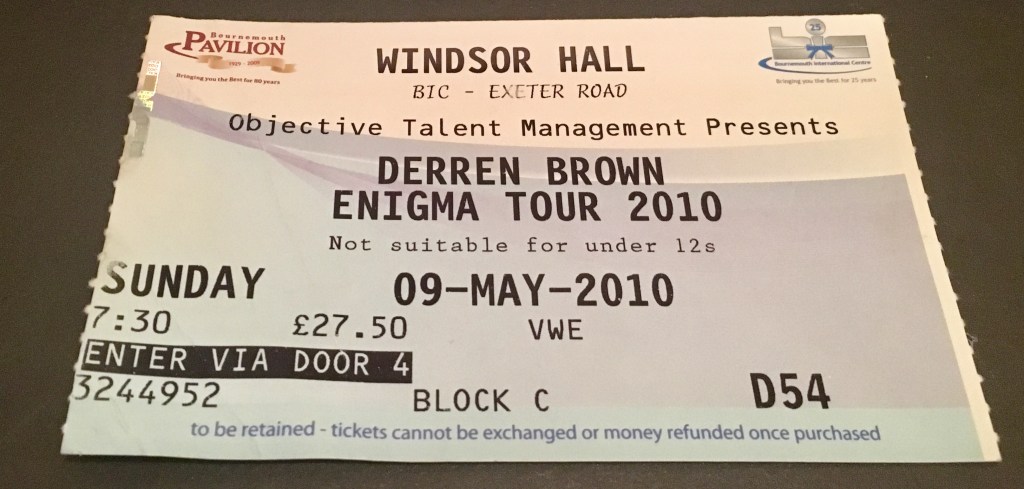 Bournemouth
PAVILION
1929 - 2009
Bringing you the Best for 80 years
WINDSOR HALL
BIC - EXETER ROAD
25
Bournemouth International Centre
Bringing you the Best for 25 years
Objective Talent Management Presents
DERREN BROWN
ENIGMA TOUR 2010
Not suitable for under 12s
SUNDAY 09-MAY-2010
7:30 £27.50 VWE
ENTER VIA DOOR 4
3244952 BLOCK C D54
to be retained - tickets cannot be exchanged or money refunded once purchased